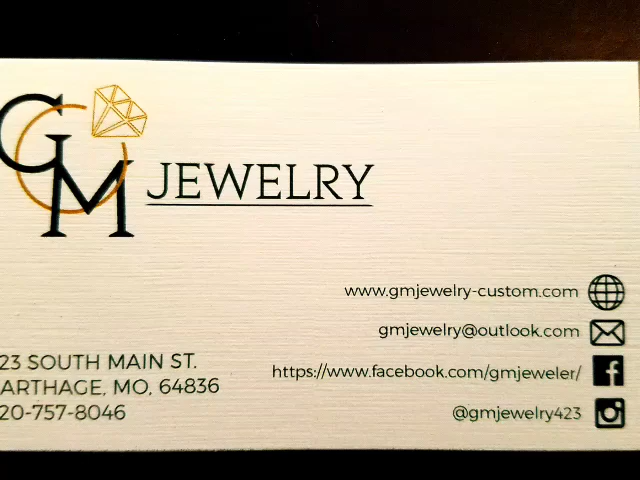 GM JEWELRY
www.gmjewelry-custom.com
gmjewelry@outlook.com
https://www.facebook.com/gmjeweler/
@gmjewelry423
23 SOUTH MAIN ST.
ARTHAGE, MO, 64836
20-757-8046